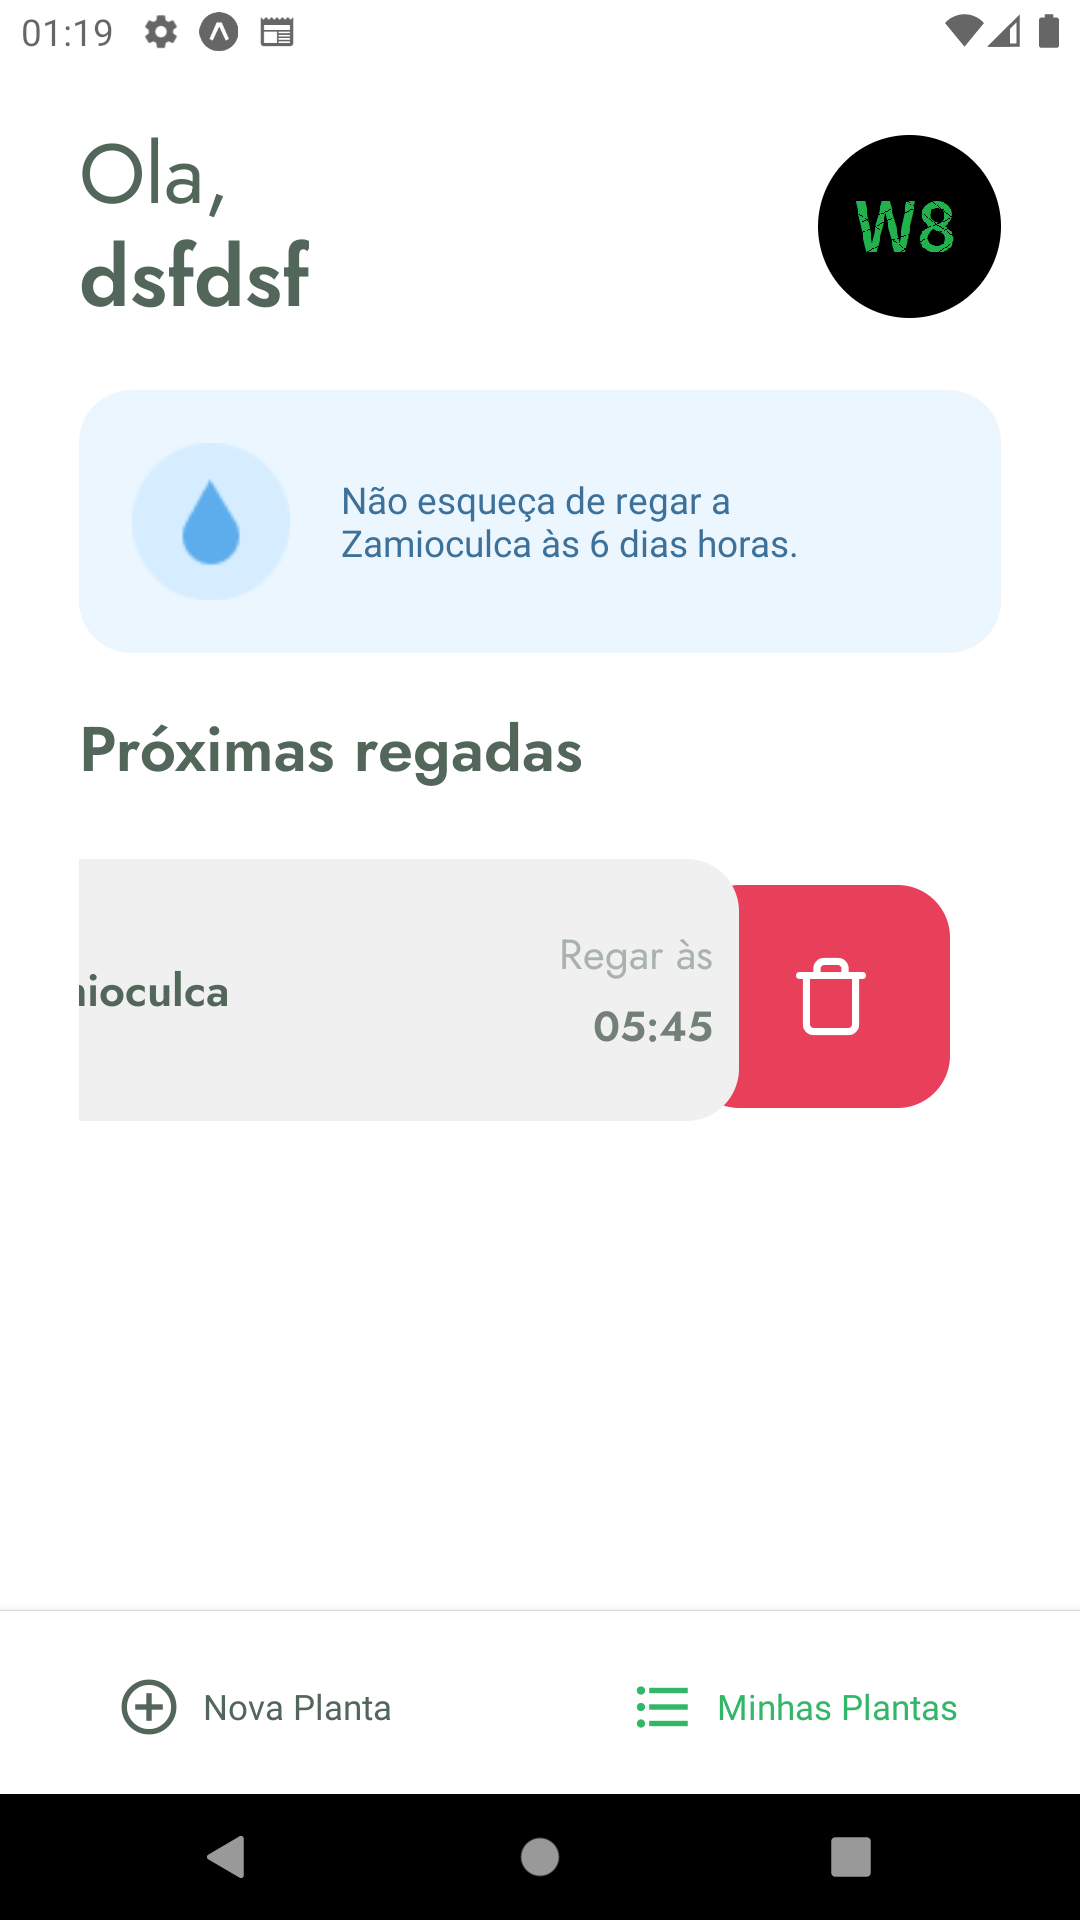 01:19
Ola,
dsfdsf
W8
Não esqueça de regar a
Zamioculca às 6 dias horas.
Próximas regadas
Regar às
ioculca
05:45
Nova Planta
Minhas Plantas